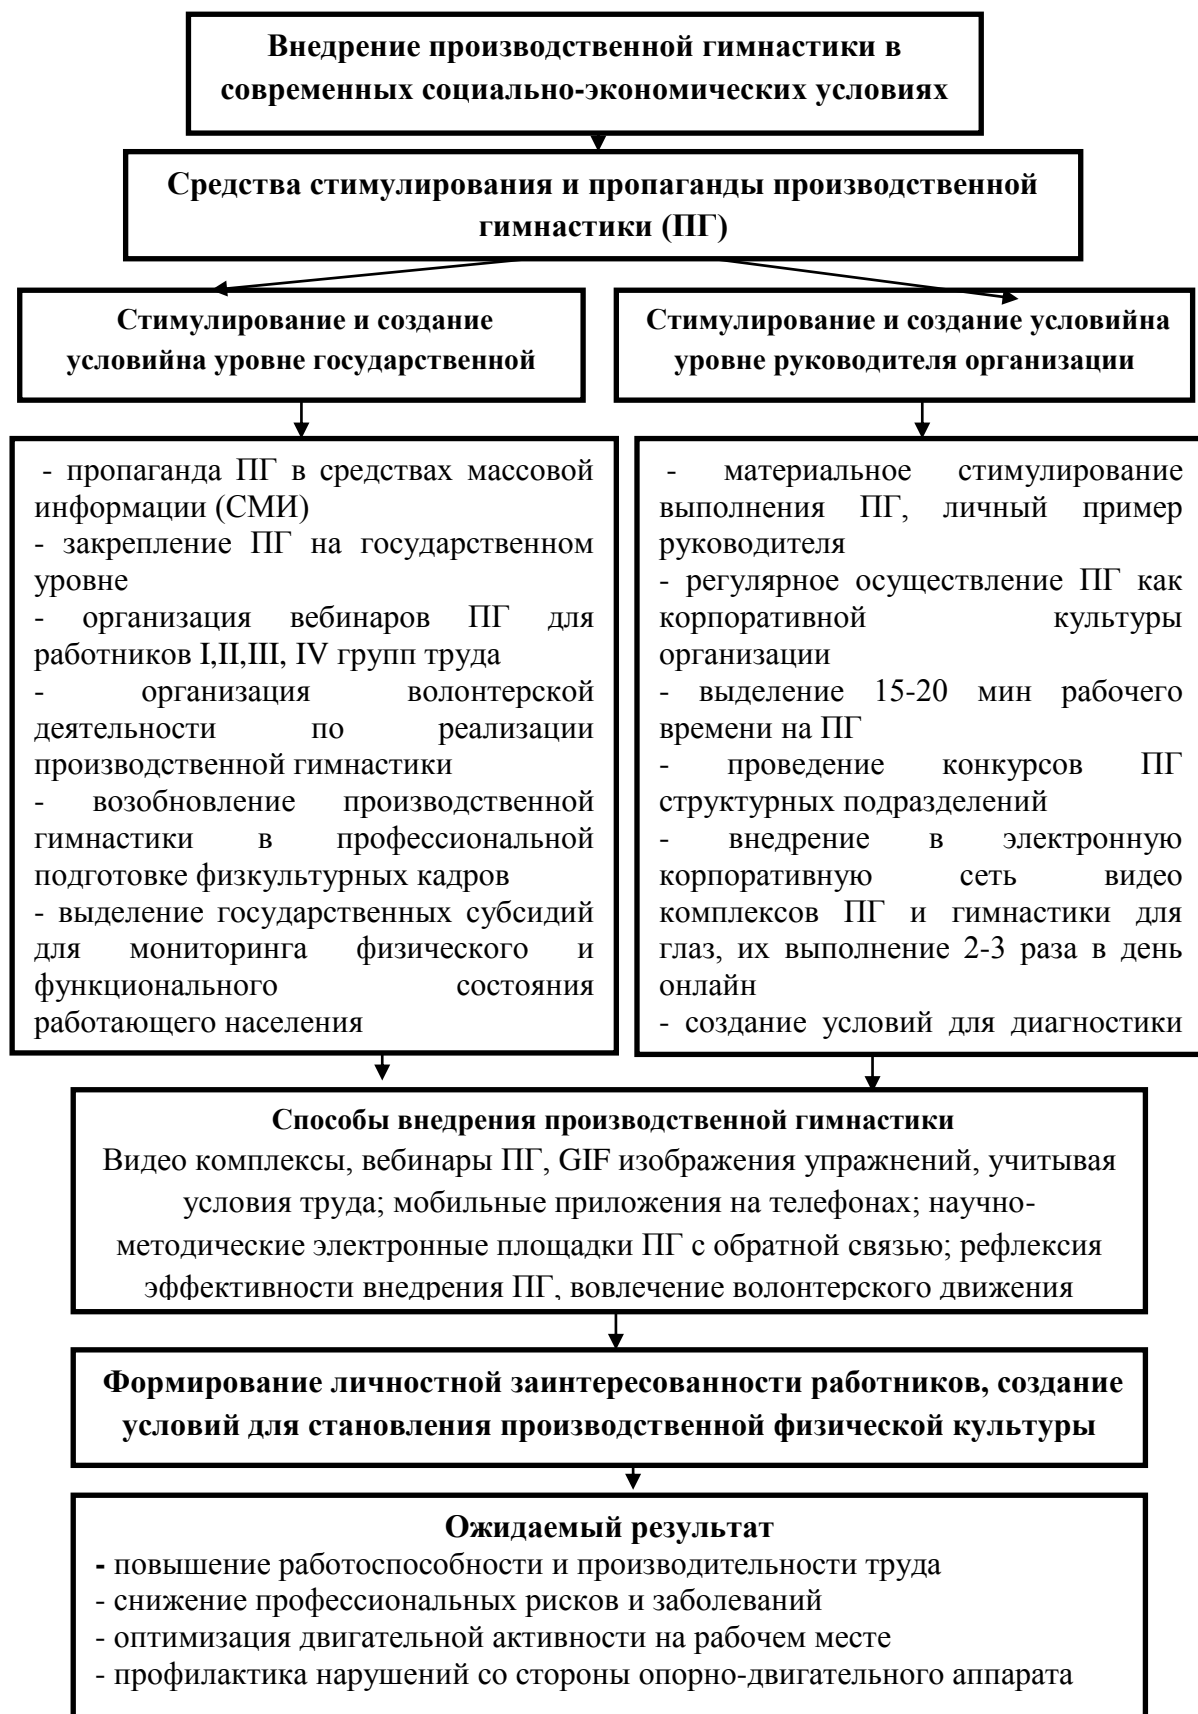 Внедрение производственной гимнастики в
современных социально-экономических условиях
Средства стимулирования и пропаганды производственной
гимнастики (ПГ)
Стимулирование и создание
условийна уровне государственной
Стимулирование и создание условийна
уровне руководителя организации
- пропаганда ПГ в средствах массовой
информации (СМИ)
- закрепление ПГ на государственном
уровне
- организация вебинаров ПГ для
работников I,II,III, IV групп труда
- организация волонтерской
деятельности по реализации
производственной гимнастики
- возобновление производственной
гимнастики в профессиональной
подготовке физкультурных кадров
- выделение государственных субсидий
для мониторинга физического и
функционального состояния
работающего населения
- материальное стимулирование
выполнения ПГ, личный пример
руководителя
- регулярное осуществление ПГ как
корпоративной культуры
организации
- выделение 15-20 мин рабочего
времени на ПГ
- проведение конкурсов ПГ
структурных подразделений
- внедрение в электронную
корпоративную сеть видео
комплексов ПГ и гимнастики для
глаз, их выполнение 2-3 раза в день
онлайн
- создание условий для диагностики
Способы внедрения производственной гимнастики
Видео комплексы, вебинары ПГ, GIF изображения упражнений, учитывая
условия труда; мобильные приложения на телефонах; научно-
методические электронные площадки ПГ с обратной связью; рефлексия
эффективности внедрения ПГ, вовлечение волонтерского движения
Формирование личностной заинтересованности работников, создание
условий для становления производственной физической культуры
Ожидаемый результат
- повышение работоспособности и производительности труда
- снижение профессиональных рисков и заболеваний
- оптимизация двигательной активности на рабочем месте
- профилактика нарушений со стороны опорно-двигательного аппарата